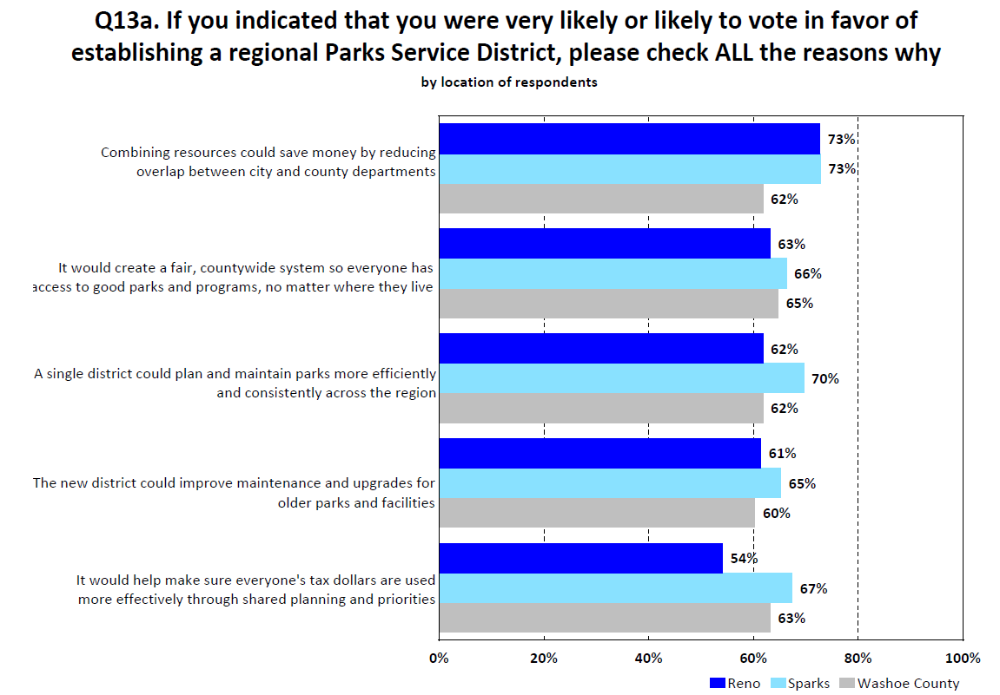 Q13a. If you indicated that you were very likely or likely to vote in favor of
establishing a regional Parks Service District, please check ALL the reasons why
by location of respondents
Combining resources could save money by reducing
overlap between city and county departments
73%
73%
62%
It would create a fair, countywide system so everyone has
access to good parks and programs, no matter where they live
63%
66%
65%
A single district could plan and maintain parks more efficiently
and consistently across the region
62%
70%
62%
The new district could improve maintenance and upgrades for
older parks and facilities
61%
65%
60%
It would help make sure everyone's tax dollars are used
more effectively through shared planning and priorities
54%
67%
63%
0% 20% 40% 60% 80% 100%
Reno Sparks Washoe County